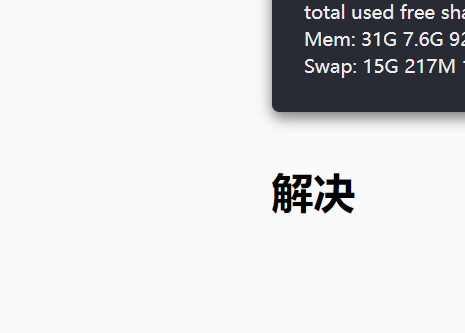 total used free sha
Mem: 31G 7.6G 92
Swap: 15G 217M
解决